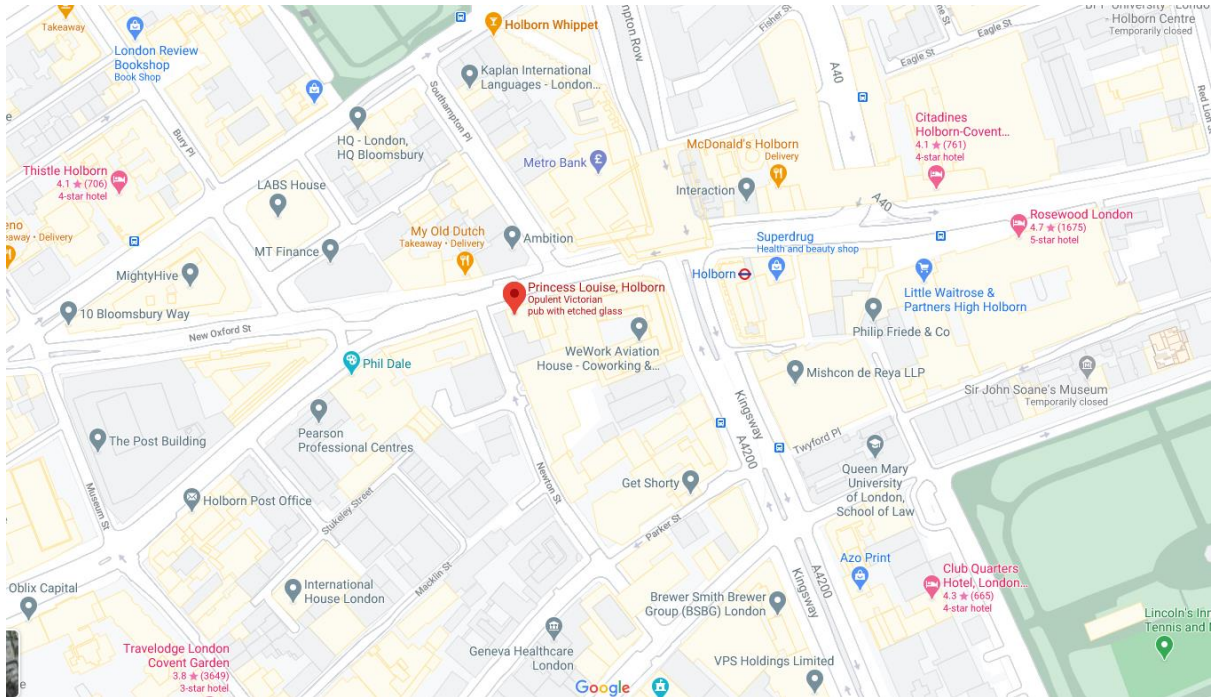 Takeaway
London Review
Bookshop
Book Shop
Holborn Whippet
Kaplan International
Languages - London...
Southampton Pl
Fisher St
A40
Eagle St
Eagle St
- Holborn Centre
Temporarily closed
Red Lion S
Bury Pl
HQ - London,
HQ Bloomsbury
Metro Bank
McDonald's Holborn
Delivery
Interaction
Citadines
Holborn-Covent...
4.1 ★ (761)
4-star hotel
A40
Thistle Holborn
4.1 ★ (706)
4-star hotel
LABS House
MT Finance
My Old Dutch
Takeaway • Delivery
Ambition
Superdrug
Health and beauty shop
Rosewood London
4.7 ★ (1675)
5-star hotel
eno
eaway • Delivery
MightyHive
10 Bloomsbury Way
New Oxford St
Princess Louise, Holborn
Opulent Victorian
pub with etched glass
Holborn
Little Waitrose &
Partners High Holborn
Philip Friede & Co
Phil Dale
WeWork Aviation
House - Coworking &...
Mishcon de Reya LLP
Sir John Soane's Museum
Temporarily closed
The Post Building
Pearson
Professional Centres
Kingsway
A4200
Twyford Pl
Museum St
Holborn Post Office
Stukeley Street
Newton St
Get Shorty
Parker St
Queen Mary
University
of London,
School of Law
Oblix Capital
International
House London
Macklin St
Brewer Smith Brewer
Group (BSBG) London
Kingsway
A4200
Azo Print
Club Quarters
Hotel, London...
4.3 ★ (665)
4-star hotel
Lincoln's Inn
Tennis and
Travelodge London
Covent Garden
3.8 ★ (3649)
3-star hotel
Geneva Healthcare
London
VPS Holdings Limited
Google